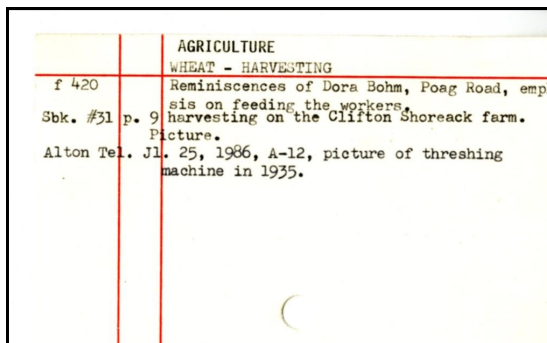 AGRICULTURE
WHEAT - HARVESTING
f 420 Reminiscences of Dora Bohm, Poag Road, emp
sis on feeding the workers.
Sbk. #31 p. 9 harvesting on the Clifton Shoreack farm.
Picture.
Alton Tel. Jl. 25, 1986, A-12, picture of threshing
machine in 1935.